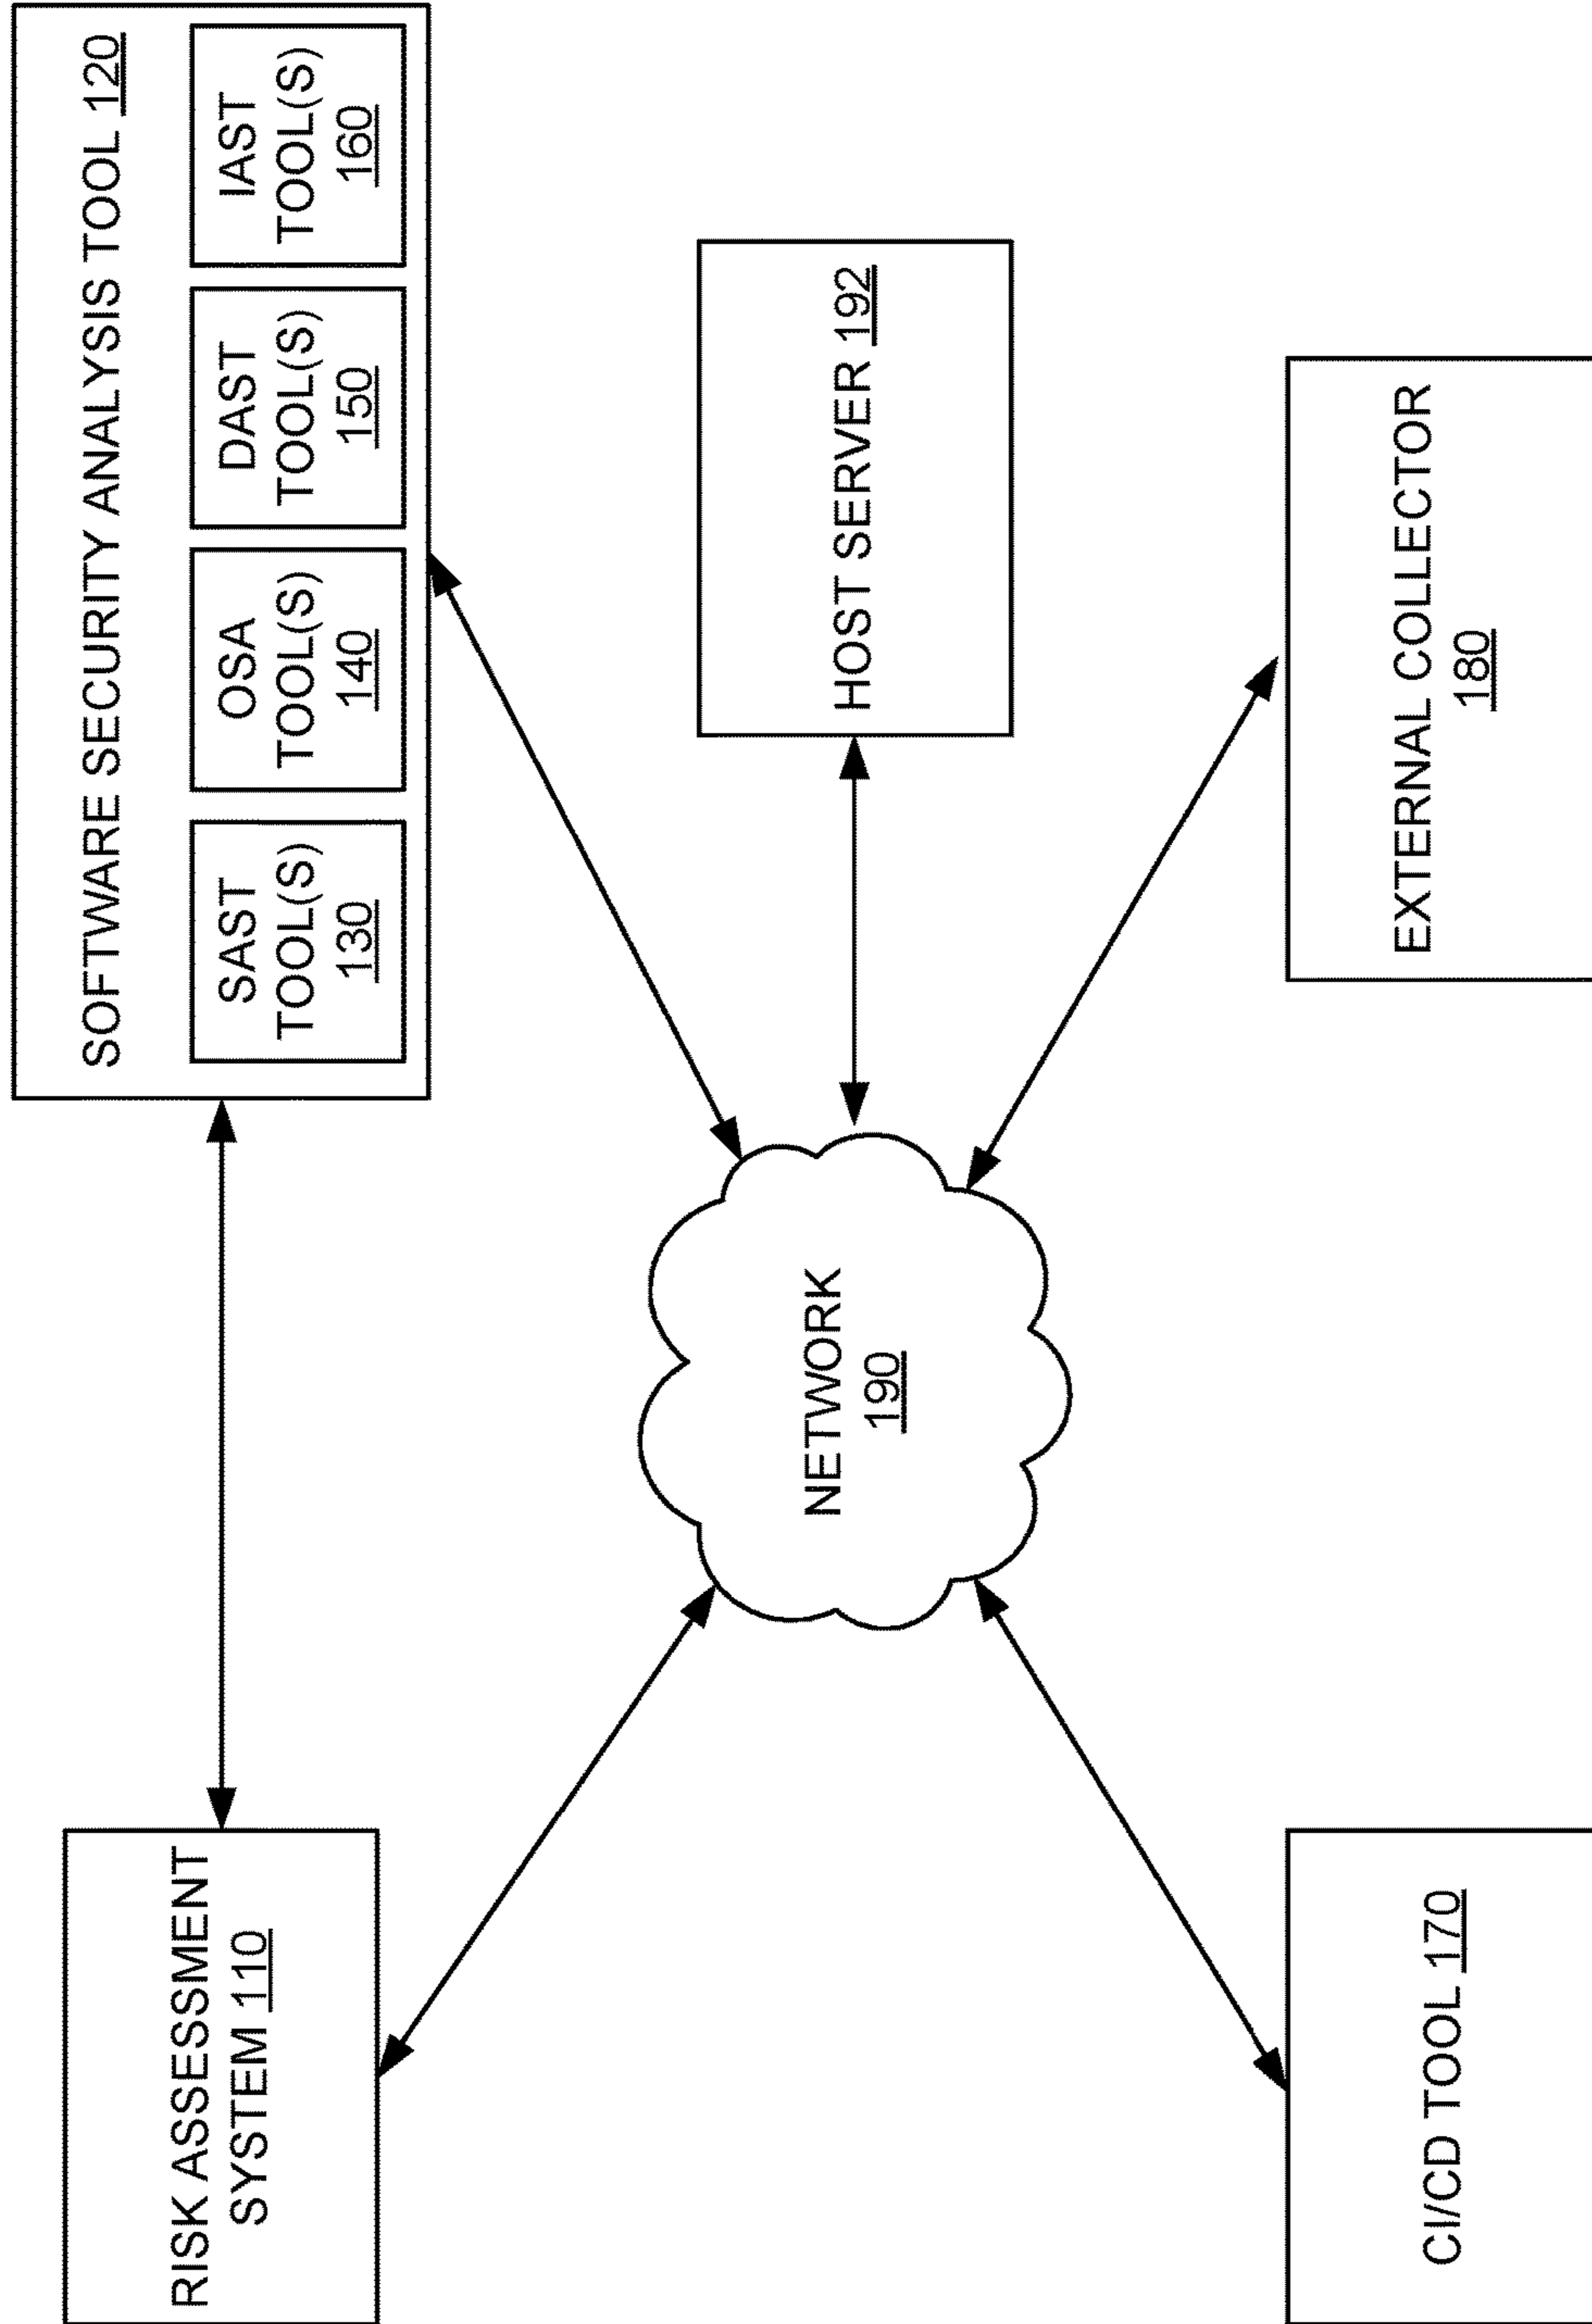 RISK ASSESSMENT
SYSTEM 110
SOFTWARE SECURITY ANALYSIS TOOL 120
SAST
TOOL(S)
130
OSA
TOOL(S)
140
DAST
TOOL(S)
150
IAST
TOOL(S)
160
NETWORK
190
HOST SERVER 192
CI/CD TOOL 170
EXTERNAL COLLECTOR
180